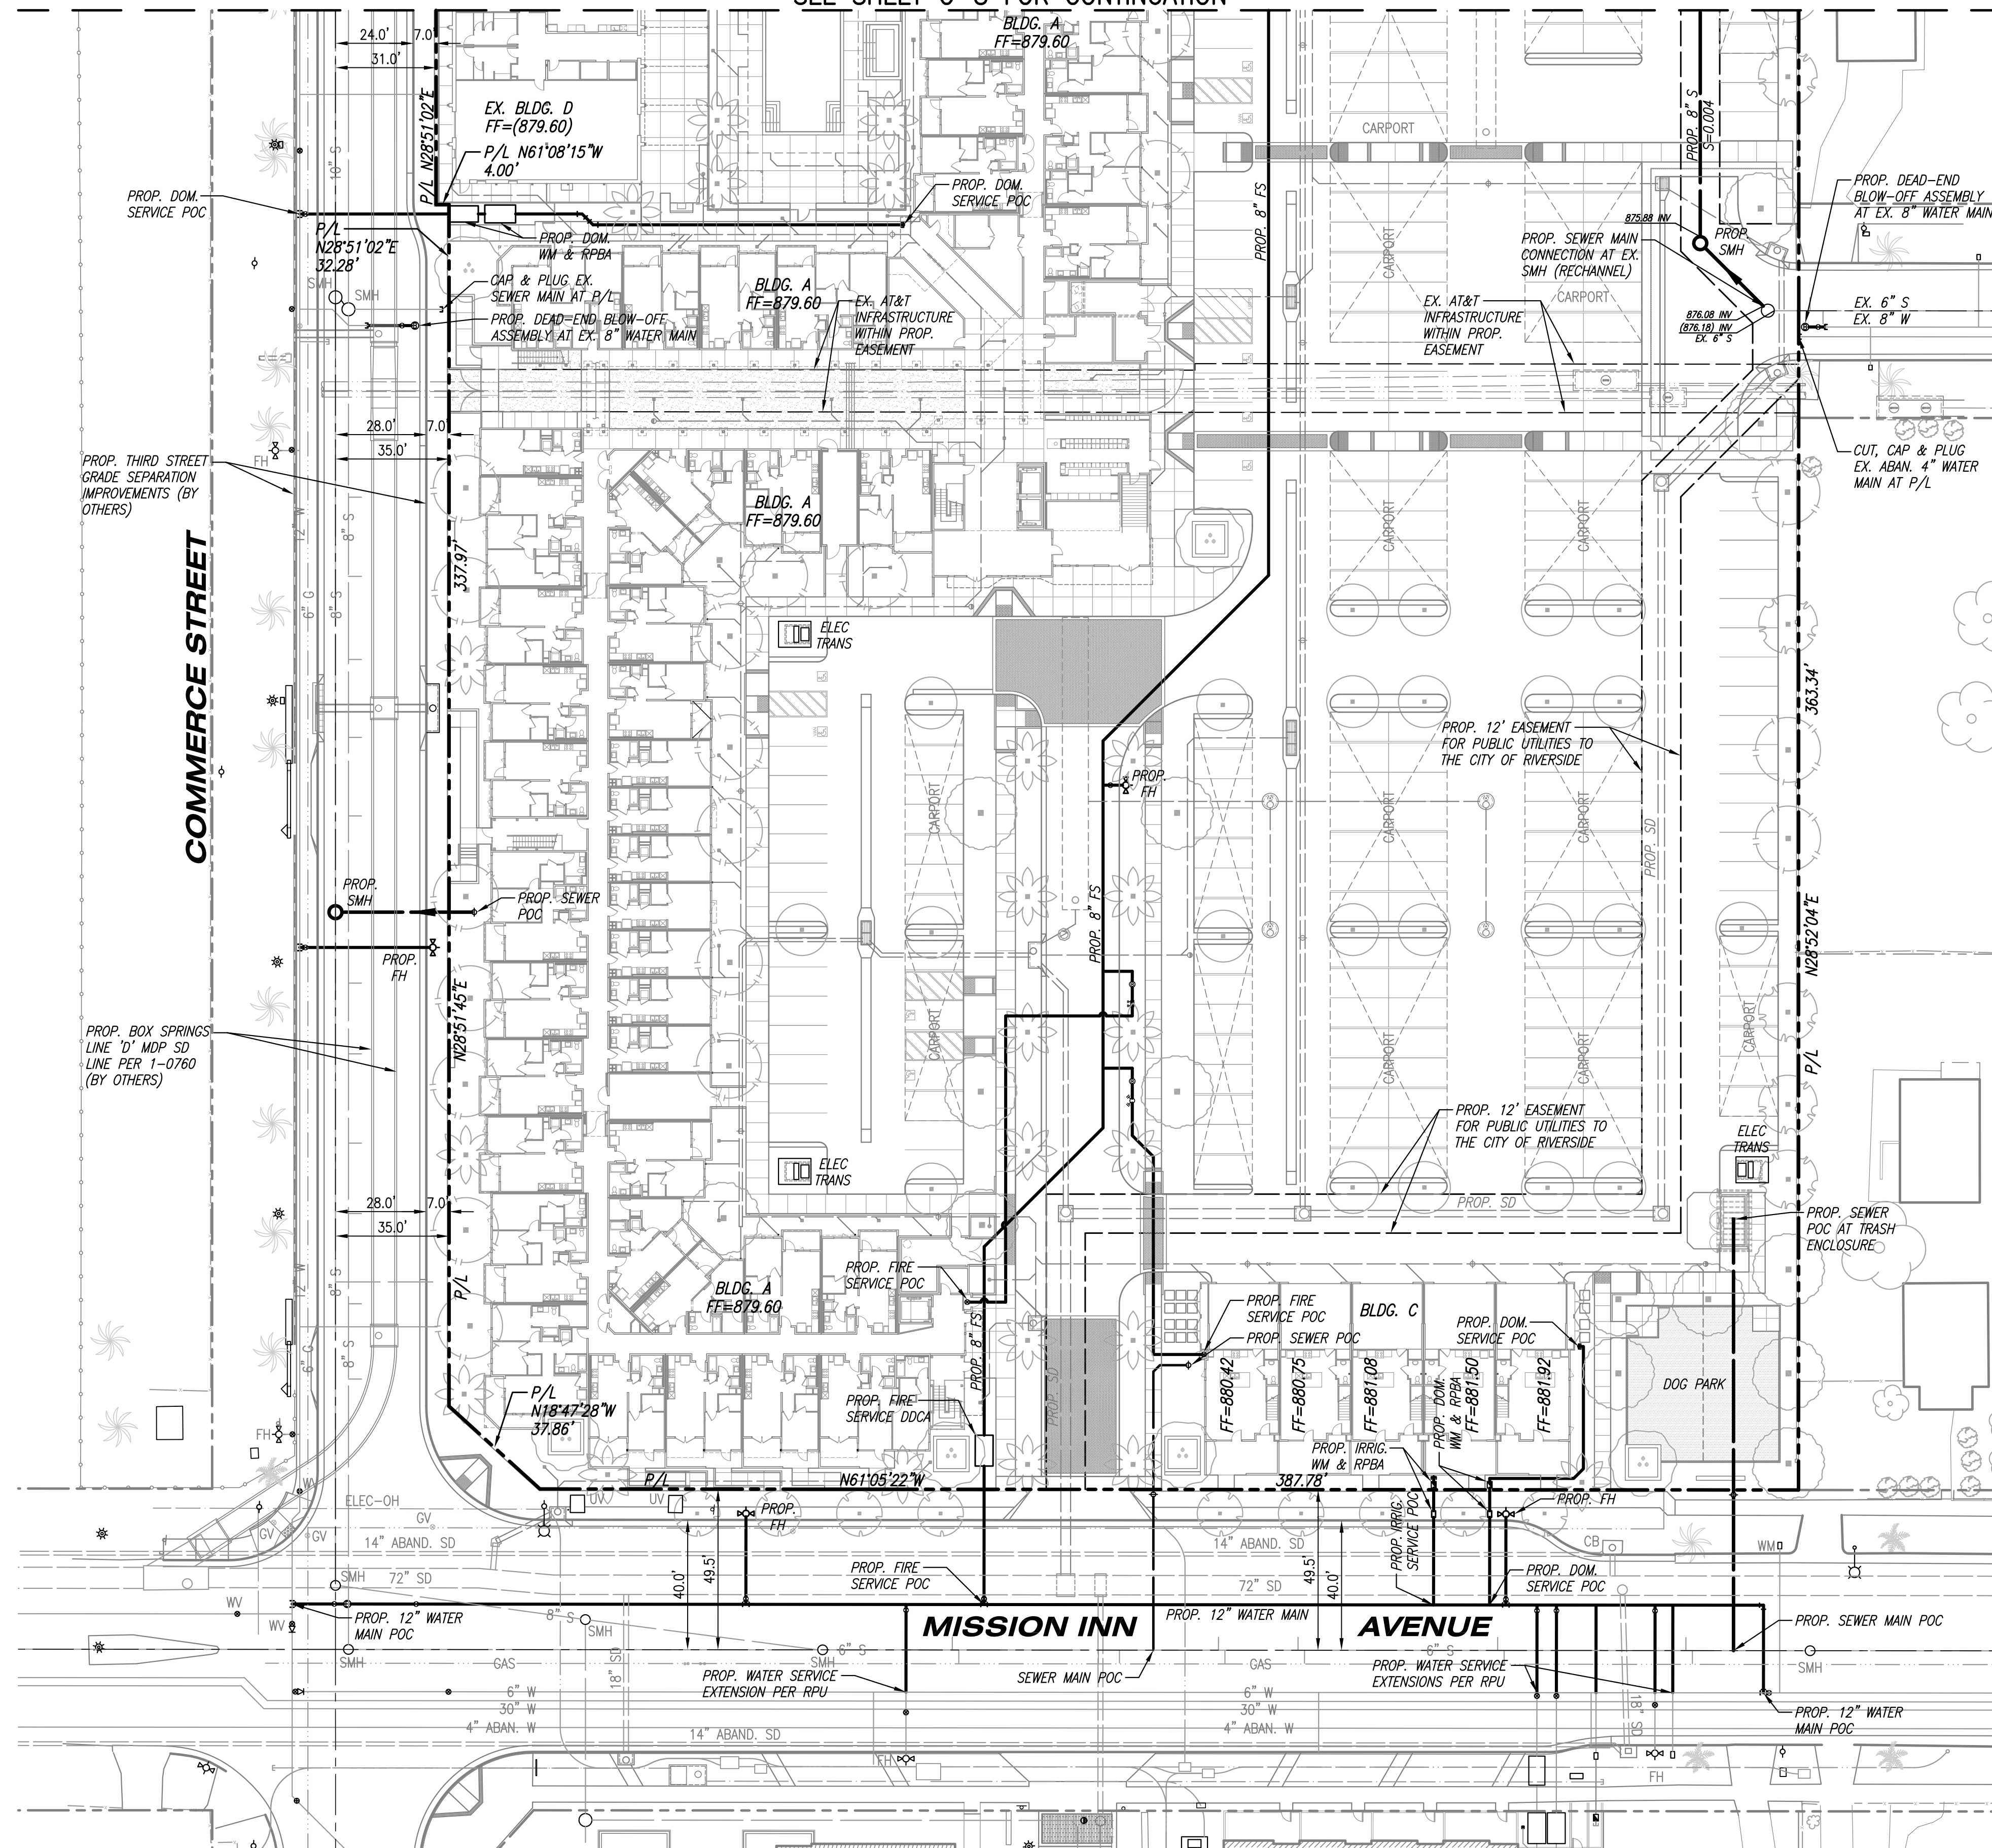 SEE SHEET C-3 FOR CONTINUATION
24.0'
7.0'
31.0'
P/L N28°51'02"E
EX. BLDG. D
FF=(879.60)
P/L N61°08'15"W
4.00'
BLDG. A
FF=879.60
PROP. 8" FS
CARPORT
PROP. 8" S
S=0.004
10" S
PROP. DOM.
SERVICE POC
P/L
N28°51'02"E
32.28'
PROP. DOM.
WM & RPBA
PROP. DOM.
SERVICE POC
SMH
SMH
CAP & PLUG EX.
SEWER MAIN AT P/L
PROP. DEAD-END BLOW-OFF
ASSEMBLY AT EX. 8" WATER MAIN
BLDG. A
FF=879.60
EX. AT&T
INFRASTRUCTURE
WITHIN PROP.
EASEMENT
CARPORT
CARPORT
EX. AT&T
INFRASTRUCTURE
WITHIN PROP.
EASEMENT
875.88 INV
PROP.
SMH
PROP. SEWER MAIN
CONNECTION AT EX.
SMH (RECHANNEL)
876.08 INV
(876.18) INV
EX. 6" S
PROP. DEAD-END
BLOW-OFF ASSEMBLY
AT EX. 8" WATER MAIN
EX. 6" S
EX. 8" W
CUT, CAP & PLUG
EX. ABAN. 4" WATER
MAIN AT P/L
28.0'
7.0'
35.0'
FH
PROP. THIRD STREET
GRADE SEPARATION
IMPROVEMENTS (BY
OTHERS)
12" W
8" S
6" G
8" S
337.97'
BLDG. A
FF=879.60
CARPORT
CARPORT
COMMERCE STREET
ELEC
TRANS
363.34'
PROP. 12' EASEMENT
FOR PUBLIC UTILITIES TO
THE CITY OF RIVERSIDE
PROP.
FH
CARPORT
CARPORT
CARPORT
PROP. SD
PROP.
SMH
PROP. SEWER
POC
PROP.
FH
PROP. 8" FS
N28°52'04"E
P/L
N28°51'45"E
PROP. BOX SPRINGS
LINE 'D' MDP SD
LINE PER 1-0760
(BY OTHERS)
CARPORT
CARPORT
CARPORT
CARPORT
PROP. 12' EASEMENT
FOR PUBLIC UTILITIES TO
THE CITY OF RIVERSIDE
ELEC
TRANS
ELEC
TRANS
28.0'
7.0'
35.0'
PROP. SD
PROP. SEWER
POC AT TRASH
ENCLOSURE
P/L
12" W
8" S
6" G
8" S
BLDG. A
FF=879.60
PROP. FIRE
SERVICE POC
PROP. 8" FS
PROP. SD
PROP. FIRE
SERVICE POC
PROP. SEWER POC
BLDG. C
PROP. DOM.
SERVICE POC
FF=880.42
FF=880.75
FF=881.08
FF=881.50
FF=881.92
DOG PARK
P/L
N18°47'28"W
37.86'
PROP. FIRE
SERVICE DDCA
PROP. DOM.
WM & RPBA
PROP. IRRIG.
WM & RPBA
FH
P/L
N61°05'22"W
387.78'
WV
ELEC-OH
UV
UV
PROP.
FH
PROP. IRRIG.
SERVICE POC
PROP. FH
GV
GV
GV
14" ABAND. SD
14" ABAND. SD
CB
WM
SMH
72" SD
40.0'
49.5'
PROP. FIRE
SERVICE POC
72" SD
49.5'
40.0'
PROP. DOM.
SERVICE POC
WV
WV
PROP. 12" WATER
MAIN POC
8" S
SMH
MISSION INN
PROP. 12" WATER MAIN
AVENUE
PROP. SEWER MAIN POC
SMH
GAS
18" SD
SMH
6" S
PROP. WATER SERVICE
EXTENSION PER RPU
SEWER MAIN POC
GAS
6" S
PROP. WATER SERVICE
EXTENSIONS PER RPU
SMH
6" W
30" W
4" ABAN. W
6" W
30" W
4" ABAN. W
18" SD
PROP. 12" WATER
MAIN POC
14" ABAND. SD
FH
FH